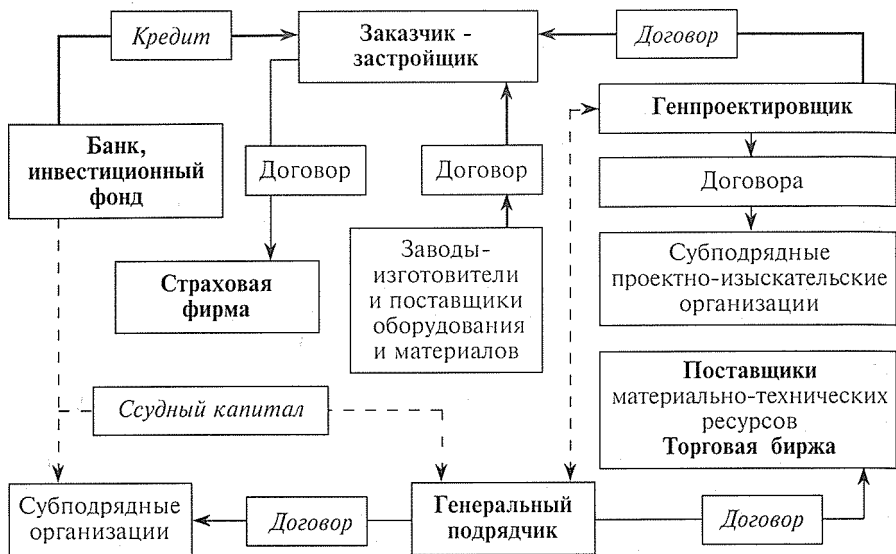 Кредит
Заказчик -
застройщик
Договор
Генпроектировщик
Банк,
инвестиционный
фонд
Договор
Договор
Договора
Страховая
фирма
Заводы-
изготовители
и поставщики
оборудования
и материалов
Субподрядные
проектно-изыскательские
организации
Поставщики
материально-технических
ресурсов
Торговая биржа
Ссудный капитал
Субподрядные
организации
Договор
Генеральный
подрядчик
Договор